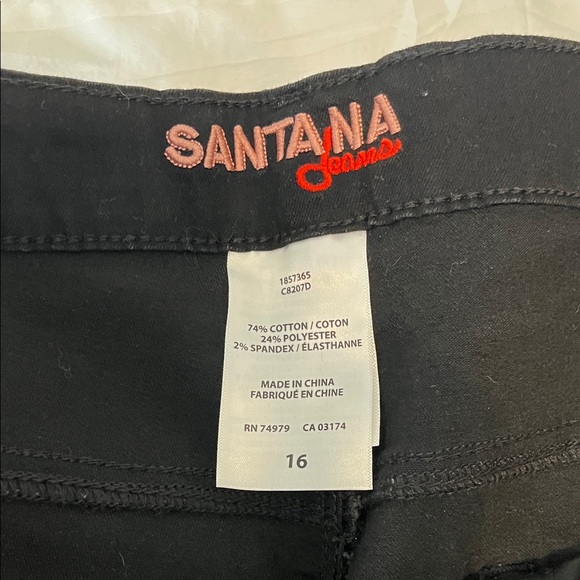 SANTANA
Jeans
1857365
C8207D
74% COTTON / COTON
24% POLYESTER
2% SPANDEX / ÉLASTHANNE
MADE IN CHINA
FABRIQUÉ EN CHINE
RN 74979 CA 03174
16